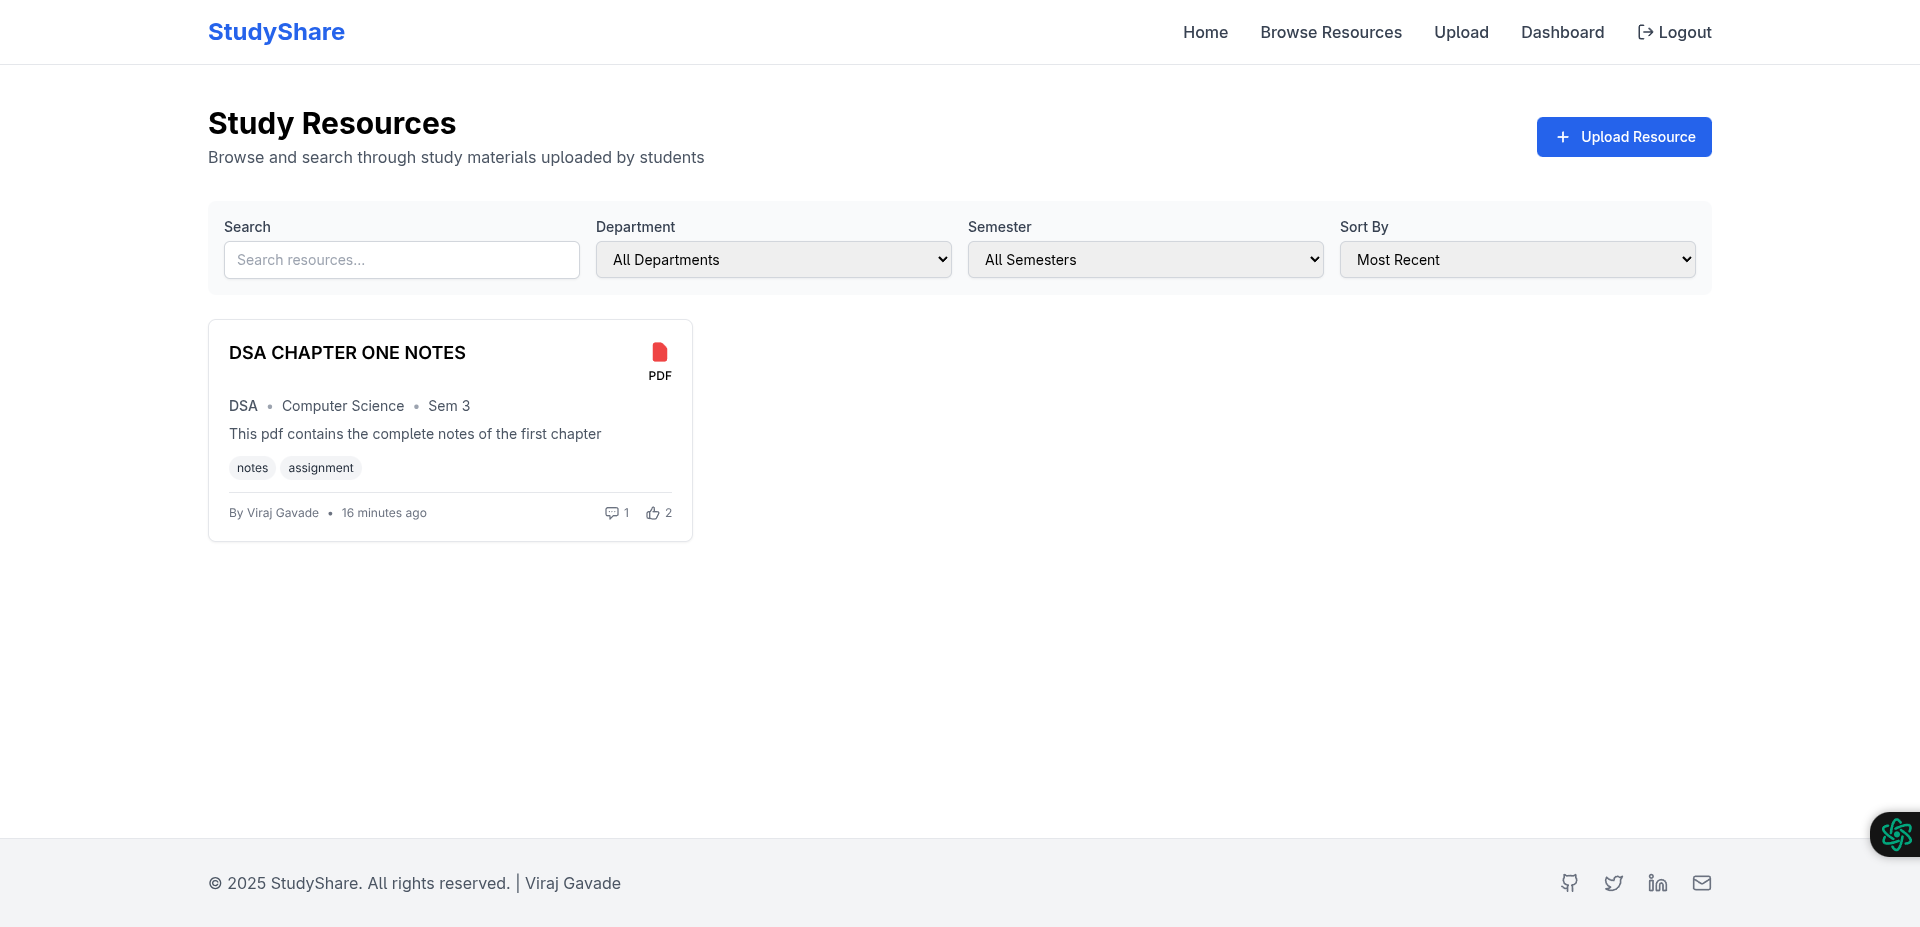 StudyShare
Home Browse Resources Upload Dashboard Logout
Study Resources
Browse and search through study materials uploaded by students
Upload Resource
Search Department Semester Sort By
Search resources... All Departments All Semesters Most Recent
DSA CHAPTER ONE NOTES
PDF
DSA • Computer Science • Sem 3
This pdf contains the complete notes of the first chapter
notes assignment
By Viraj Gavade • 16 minutes ago 1 2
© 2025 StudyShare. All rights reserved. | Viraj Gavade